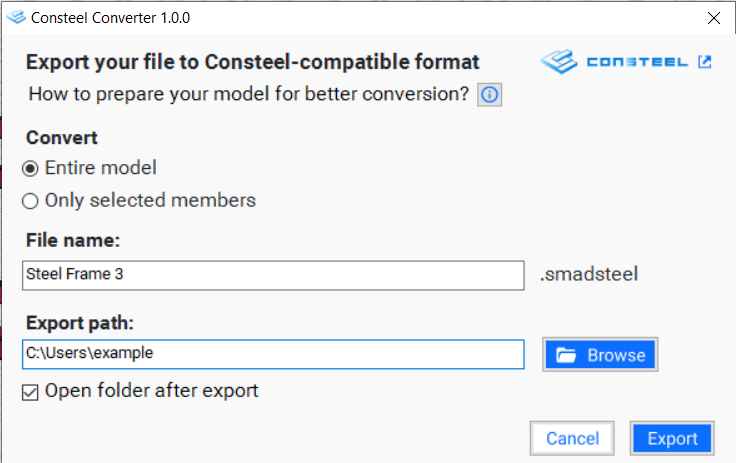 Consteel Converter 1.0.0
Export your file to Consteel-compatible format
CONSTEEL
How to prepare your model for better conversion?
Convert
Entire model
Only selected members
File name:
Steel Frame 3
.smadsteel
Export path:
C:\Users\example
Browse
Open folder after export
Cancel
Export